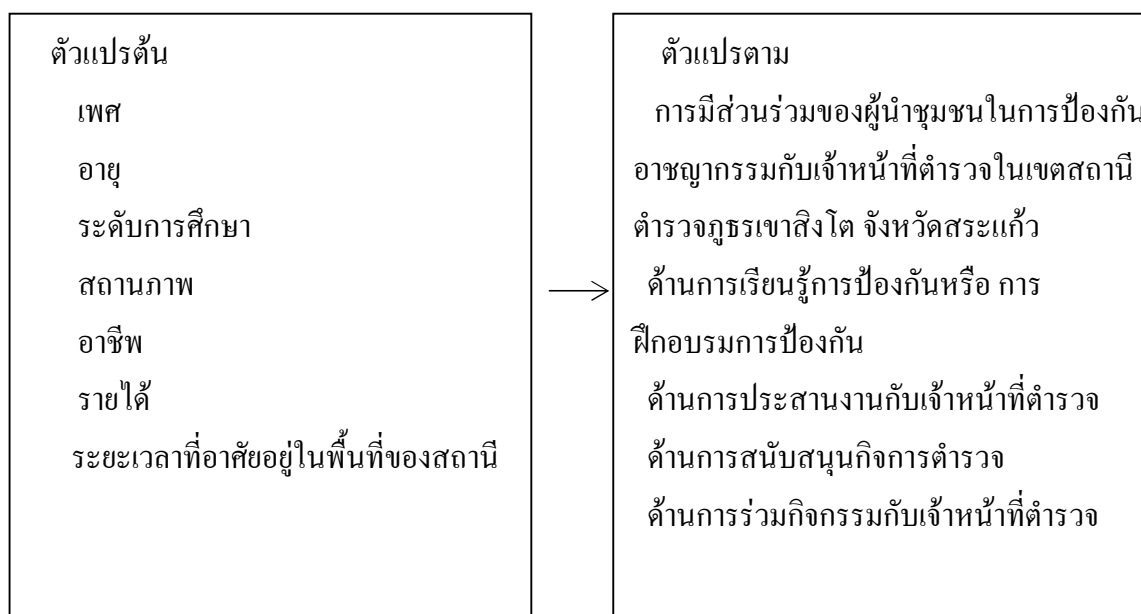 ตัวแปรต้น
เพศ
อายุ
ระดับการศึกษา
สถานภาพ
อาชีพ
รายได้
ระยะเวลาที่อาศัยอยู่ในพื้นที่ของสถานี
ตัวแปรตาม
การมีส่วนร่วมของผู้นำชุมชนในการป้องกัน
อาชญากรรมกับเจ้าหน้าที่ตำรวจในเขตสถานี
ตำรวจภูธรเขาสิงโต จังหวัดสระแก้ว
ด้านการเรียนรู้การป้องกันหรือ การ
ฝึกอบรมการป้องกัน
ด้านการประสานงานกับเจ้าหน้าที่ตำรวจ
ด้านการสนับสนุนกิจการตำรวจ
ด้านการร่วมกิจกรรมกับเจ้าหน้าที่ตำรวจ